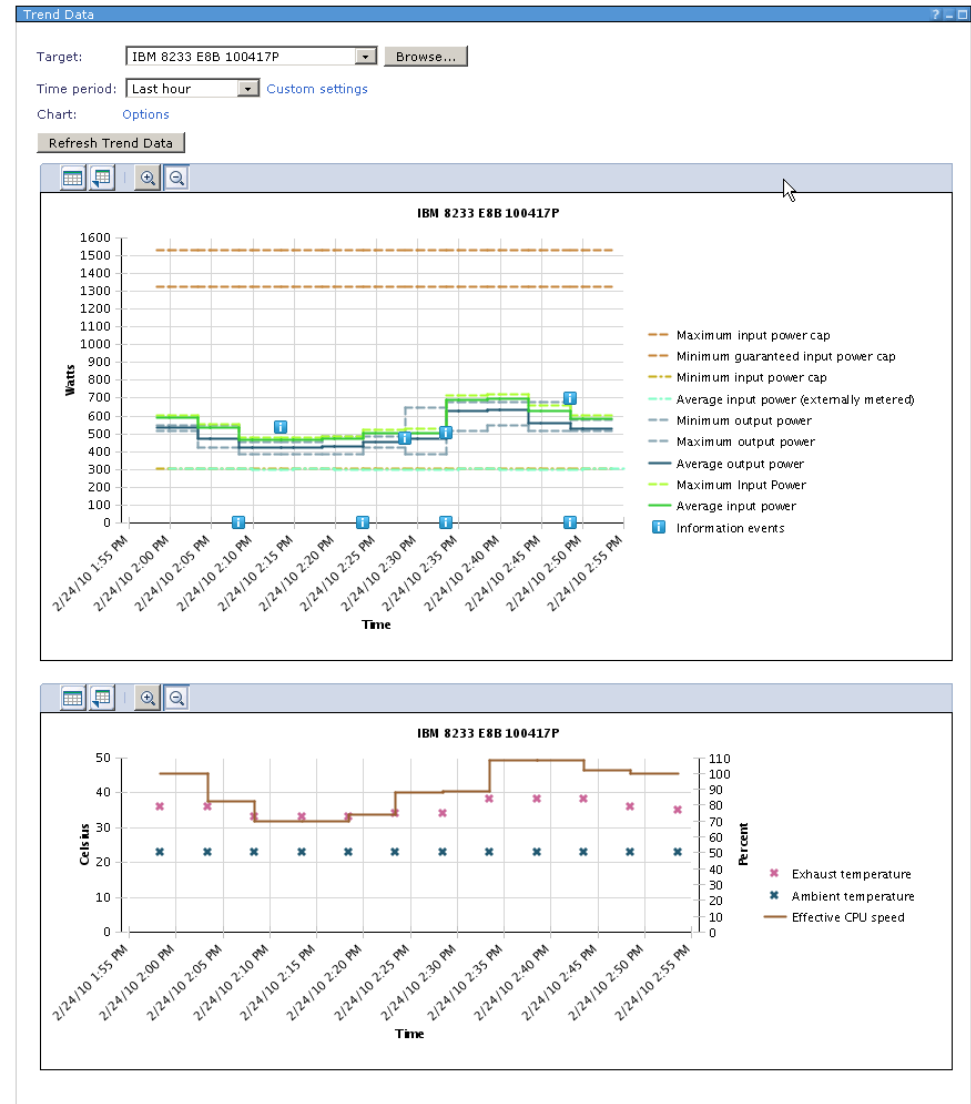 Trend Data
? – □
Target: IBM 8233 E8B 100417P Browse...
Time period: Last hour Custom settings
Chart: Options
Refresh Trend Data
IBM 8233 E8B 100417P
1600
1500
1400
1300
1200
1100
1000
900
800
700
600
500
400
300
200
100
0
Watts
2/24/10 1:55 PM
2/24/10 2:00 PM
2/24/10 2:05 PM
2/24/10 2:10 PM
2/24/10 2:15 PM
2/24/10 2:20 PM
2/24/10 2:25 PM
2/24/10 2:30 PM
2/24/10 2:35 PM
2/24/10 2:40 PM
2/24/10 2:45 PM
2/24/10 2:50 PM
2/24/10 2:55 PM
Time
Maximum input power cap
Minimum guaranteed input power cap
Minimum input power cap
Average input power (externally metered)
Minimum output power
Maximum output power
Average output power
Maximum Input Power
Average input power
Information events
IBM 8233 E8B 100417P
50
40
30
20
10
0
Celsius
110
100
90
80
70
60
50
40
30
20
10
0
Percent
2/24/10 1:55 PM
2/24/10 2:00 PM
2/24/10 2:05 PM
2/24/10 2:10 PM
2/24/10 2:15 PM
2/24/10 2:20 PM
2/24/10 2:25 PM
2/24/10 2:30 PM
2/24/10 2:35 PM
2/24/10 2:40 PM
2/24/10 2:45 PM
2/24/10 2:50 PM
2/24/10 2:55 PM
Time
Exhaust temperature
Ambient temperature
Effective CPU speed